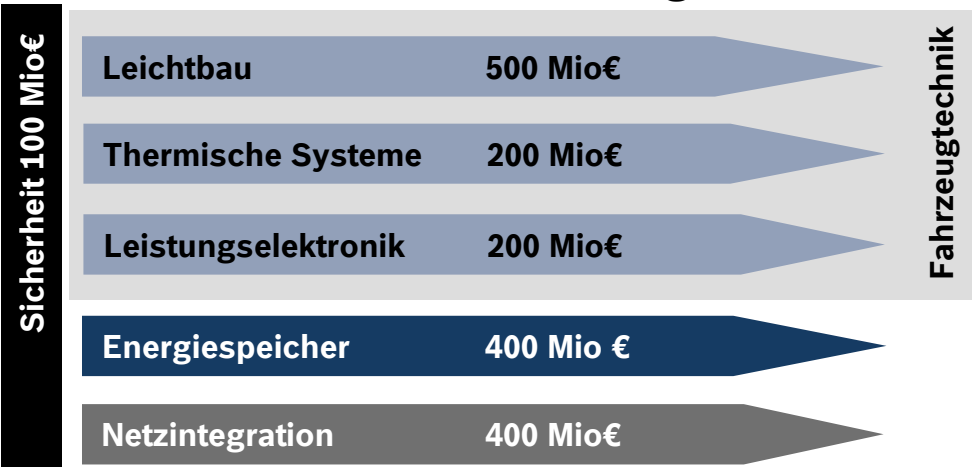 Sicherheit 100 Mio€
Leichtbau 500 Mio€
Thermische Systeme 200 Mio€
Leistungselektronik 200 Mio€
Fahrzeugtechnik
Energiespeicher 400 Mio €
Netzintegration 400 Mio€